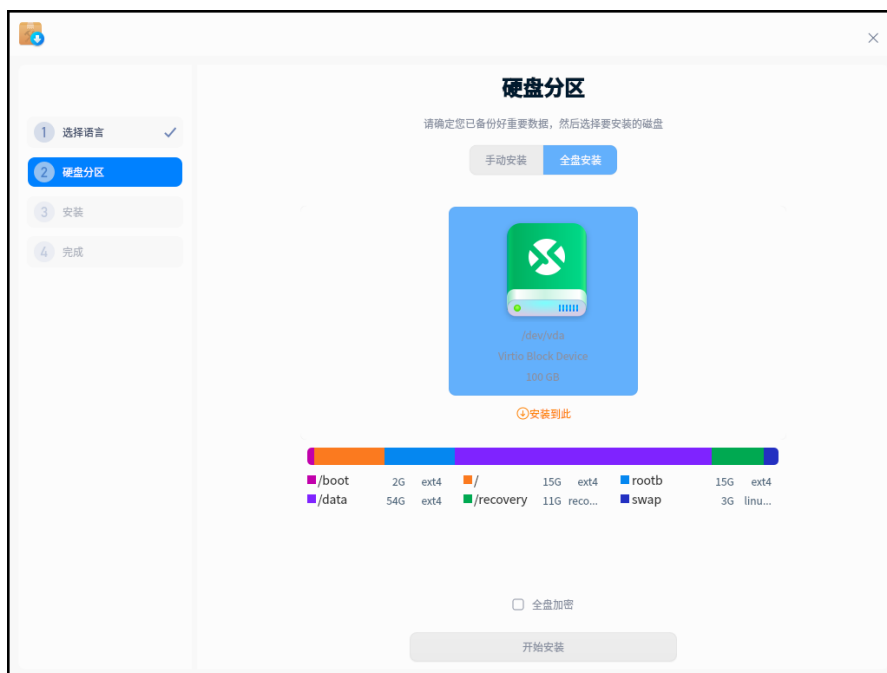 硬盘分区
请确定您已备份好重要数据，然后选择要安装的磁盘
手动安装 全盘安装
1 选择语言
2 硬盘分区
3 安装
4 完成
/dev/vda
Virtio Block Device
100 GB
安装到此
/boot 2G ext4 / 15G ext4 rootb 15G ext4
/data 54G ext4 /recovery 11G reco... swap 3G linu...
全盘加密
开始安装